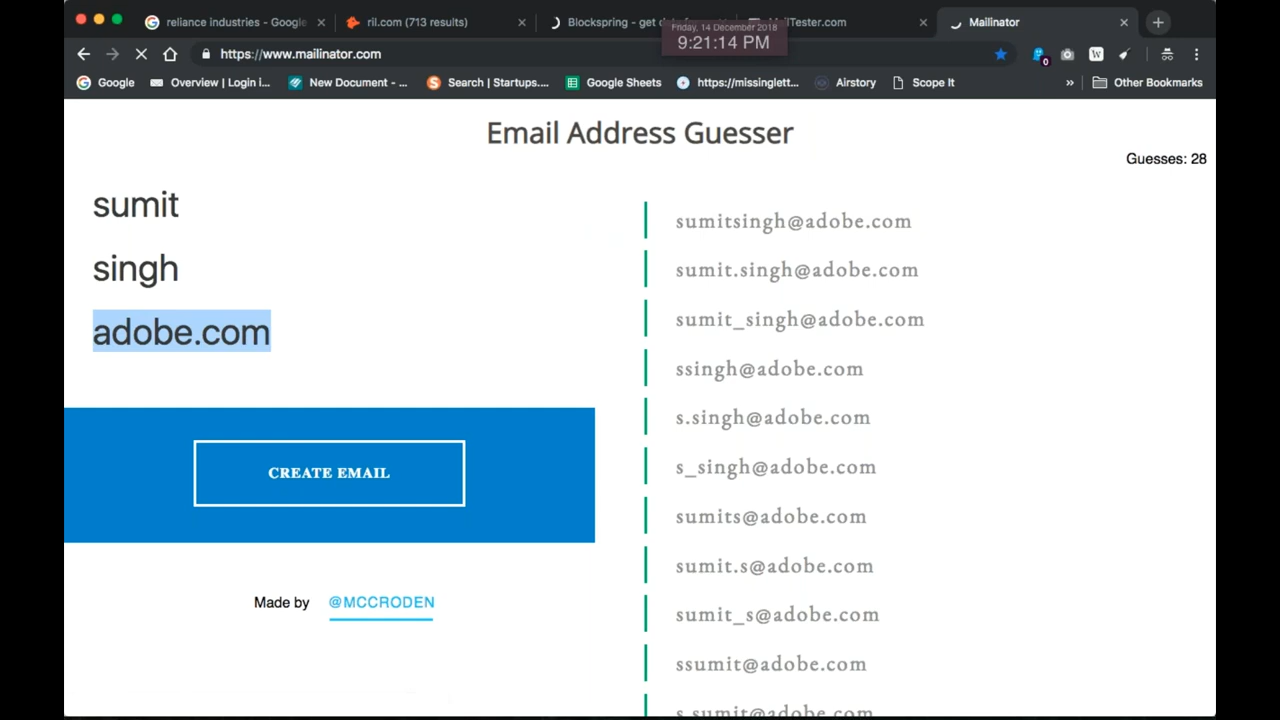 reliance industries - Google
ril.com (713 results)
Blockspring - get
MailTester.com
Mailinator
Friday, 14 December 2018
9:21:14 PM
https://www.mailinator.com
0
W
Google
Overview | Login i...
New Document - ...
Search | Startups....
Google Sheets
https://missinglett...
Airstory
Scope It
»
Other Bookmarks
Email Address Guesser
Guesses: 28
sumit
singh
adobe.com
CREATE EMAIL
Made by @MCCRODEN
sumitsingh@adobe.com
sumit.singh@adobe.com
sumit_singh@adobe.com
ssingh@adobe.com
s.singh@adobe.com
s_singh@adobe.com
sumits@adobe.com
sumit.s@adobe.com
sumit_s@adobe.com
ssumit@adobe.com
s.sumit@adobe.com